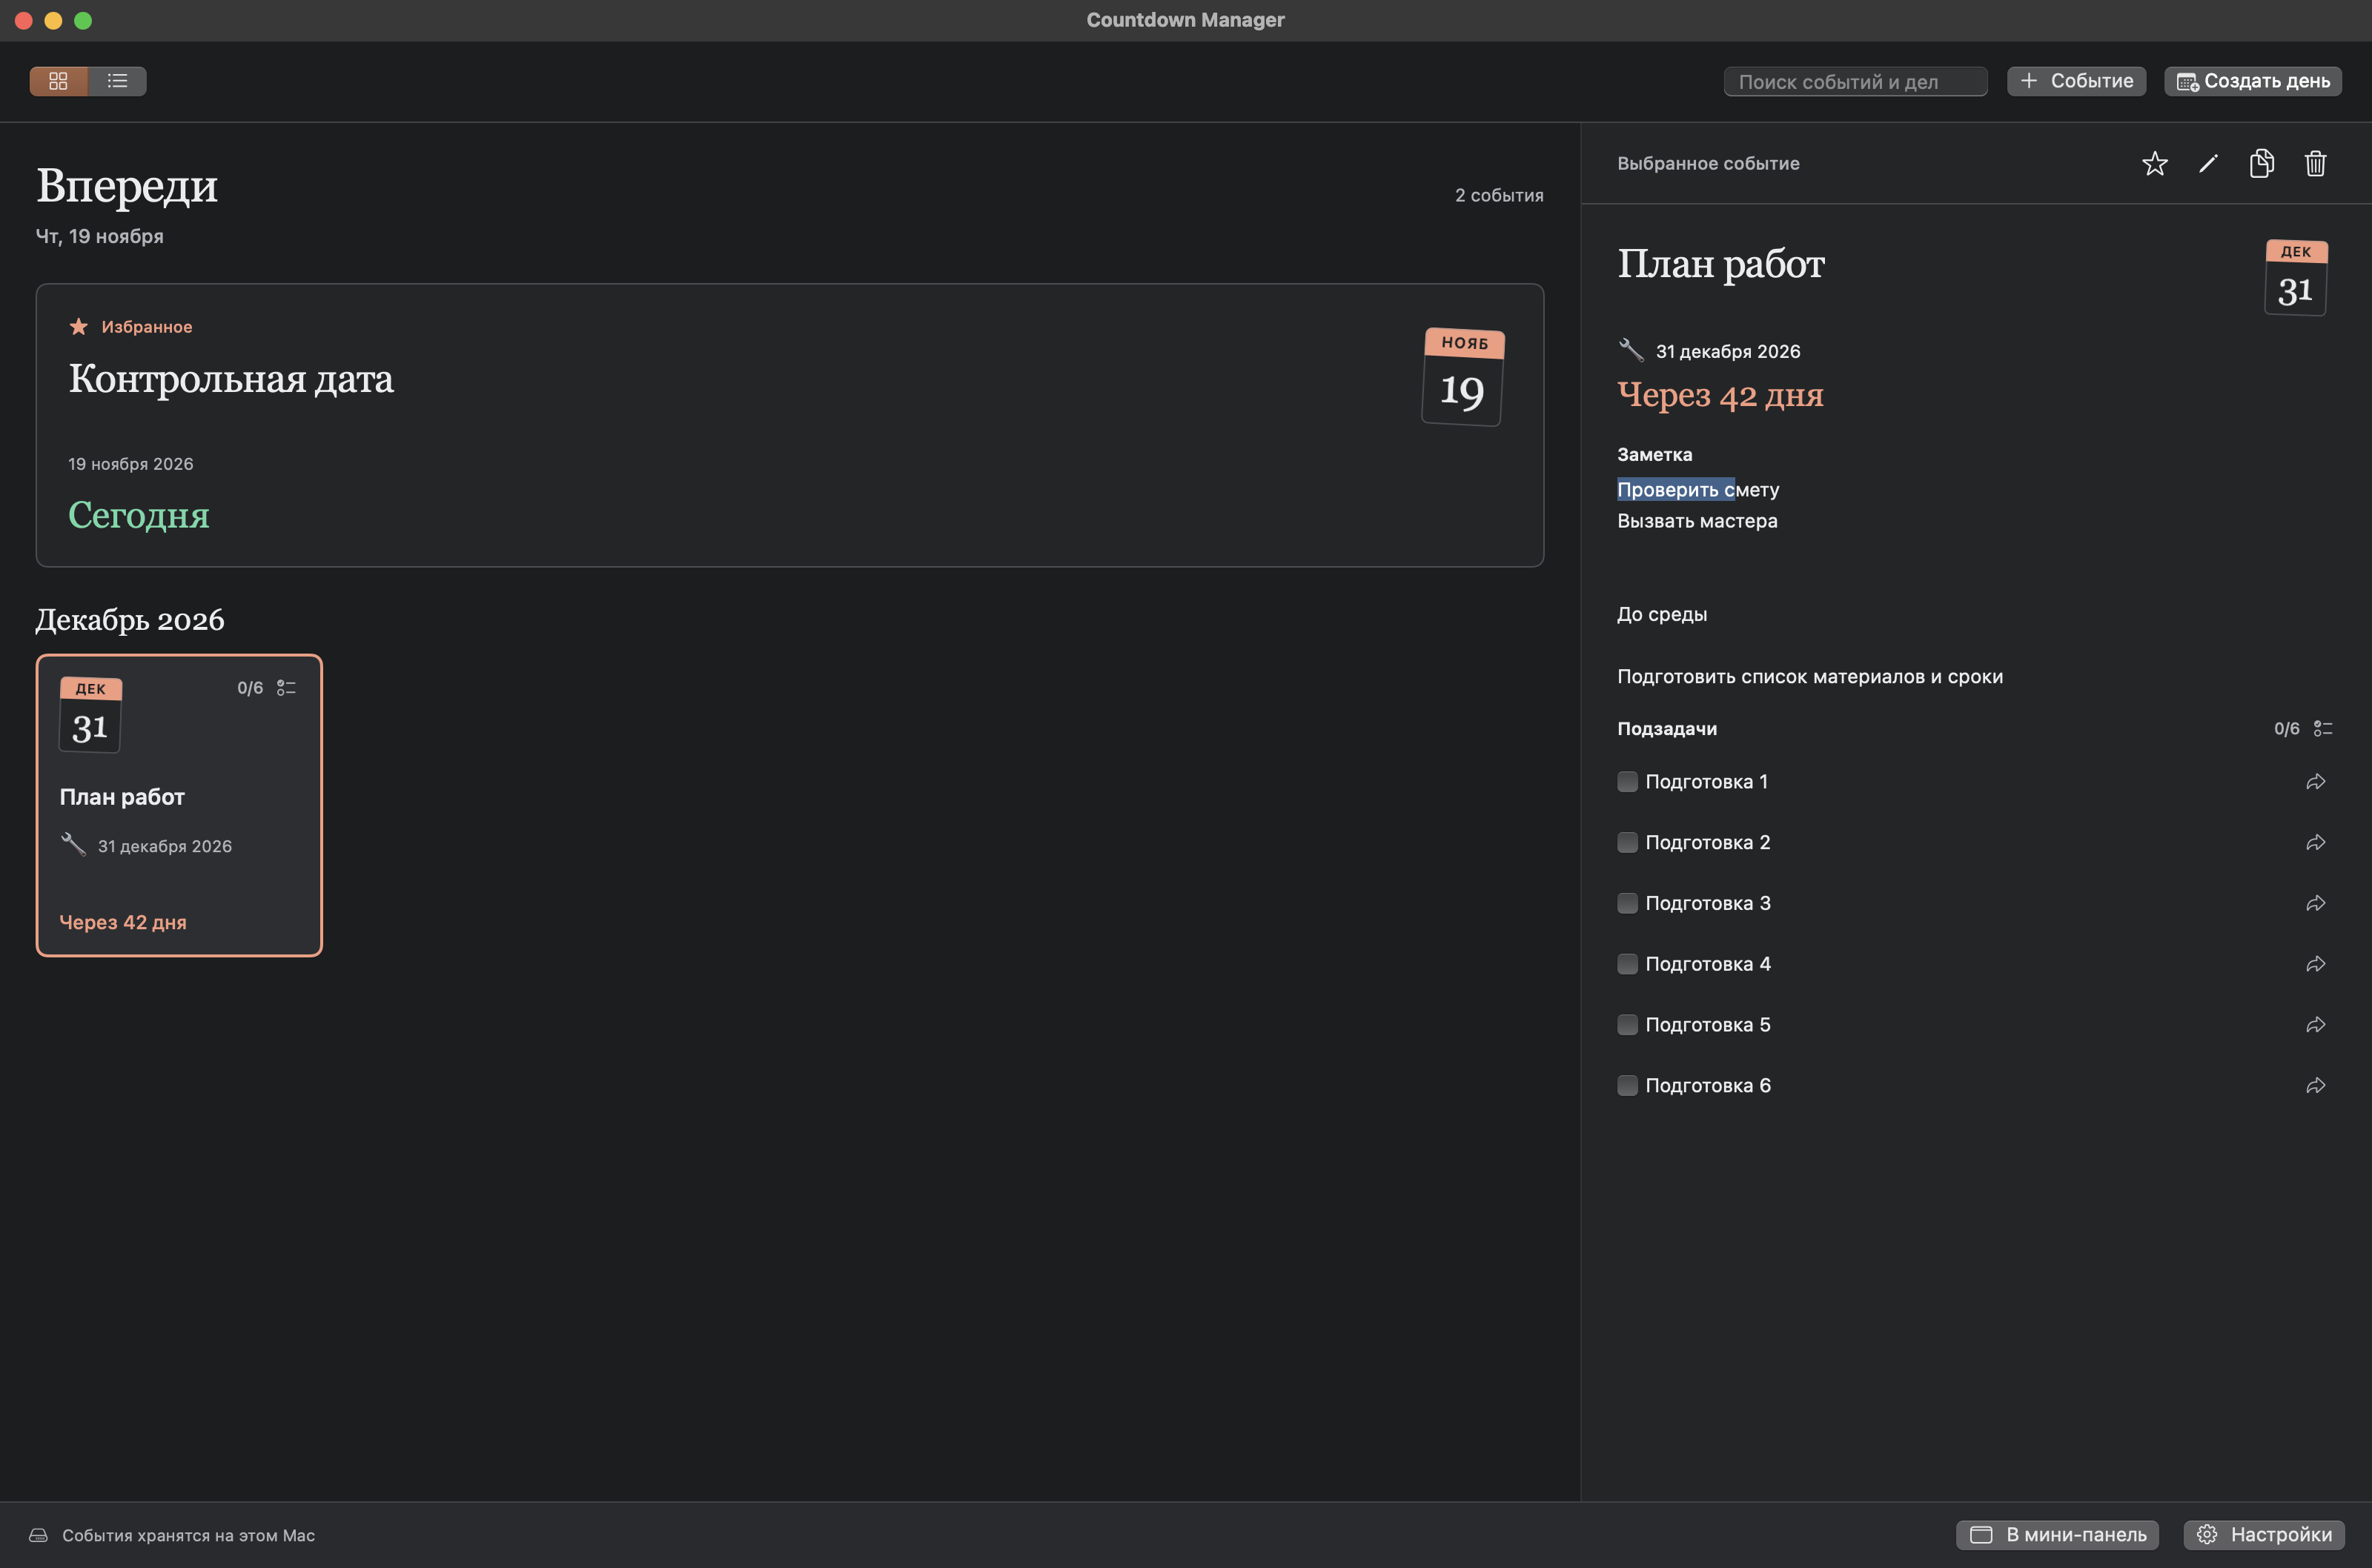 Countdown Manager
Поиск событий и дел
Событие
Создать день
Впереди
2 события
Чт, 19 ноября
Избранное
Контрольная дата
НОЯБ
19
19 ноября 2026
Сегодня
Декабрь 2026
ДЕК
31
0/6
План работ
31 декабря 2026
Через 42 дня
Выбранное событие
План работ
ДЕК
31
31 декабря 2026
Через 42 дня
Заметка
Проверить смету
Вызвать мастера
До среды
Подготовить список материалов и сроки
Подзадачи
0/6
Подготовка 1
Подготовка 2
Подготовка 3
Подготовка 4
Подготовка 5
Подготовка 6
События хранятся на этом Mac
В мини-панель
Настройки